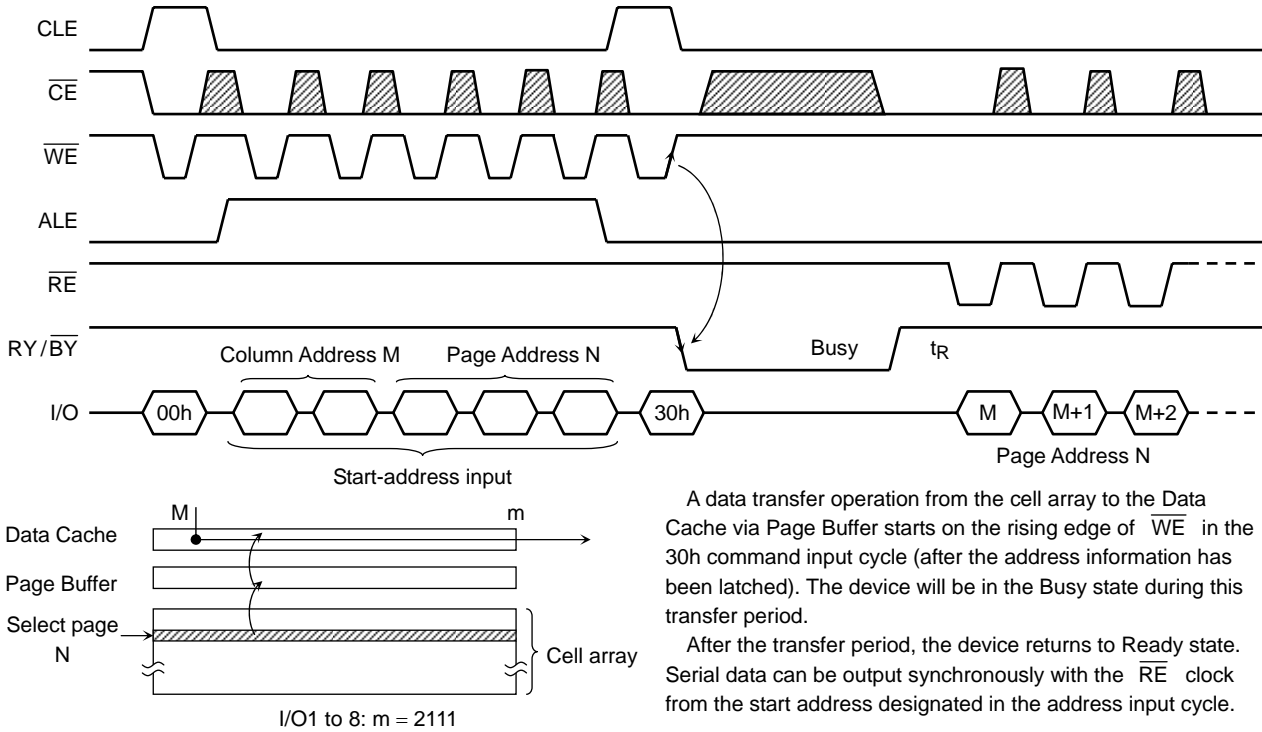 CLE
CE
WE
ALE
RE
RY/BY
Busy
tR
Column Address M
Page Address N
I/O
00h
30h
M
M+1
M+2
Start-address input
Page Address N
M
m
Data Cache
Page Buffer
Select page
N
Cell array
I/O1 to 8: m = 2111
A data transfer operation from the cell array to the Data
Cache via Page Buffer starts on the rising edge of WE in the
30h command input cycle (after the address information has
been latched). The device will be in the Busy state during this
transfer period.
After the transfer period, the device returns to Ready state.
Serial data can be output synchronously with the RE clock
from the start address designated in the address input cycle.